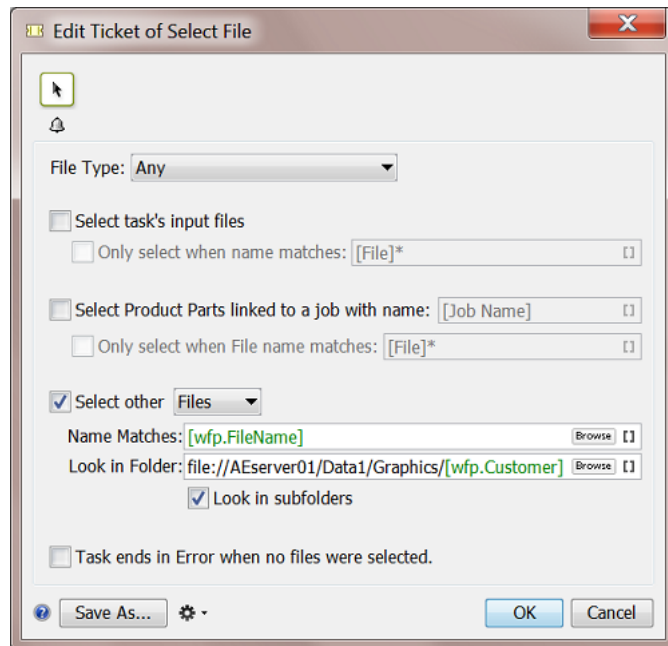 Edit Ticket of Select File
File Type: Any
Select task's input files
Only select when name matches: [File]* []
Select Product Parts linked to a job with name: [Job Name] []
Only select when File name matches: [File]* []
Select other Files
Name Matches: [wfp.FileName] Browse []
Look in Folder: file://AEserver01/Data1/Graphics/[wfp.Customer] Browse []
Look in subfolders
Task ends in Error when no files were selected.
? Save As... OK Cancel